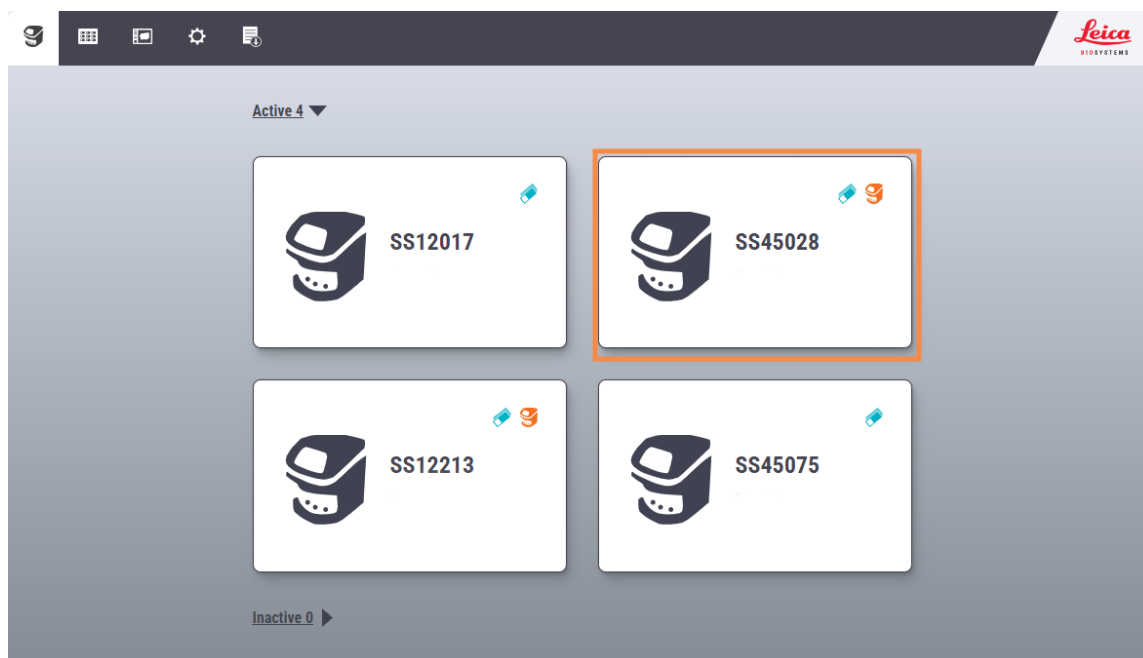 Leica
BIOSYSTEMS
Active 4
SS12017
SS45028
SS12213
SS45075
Inactive 0